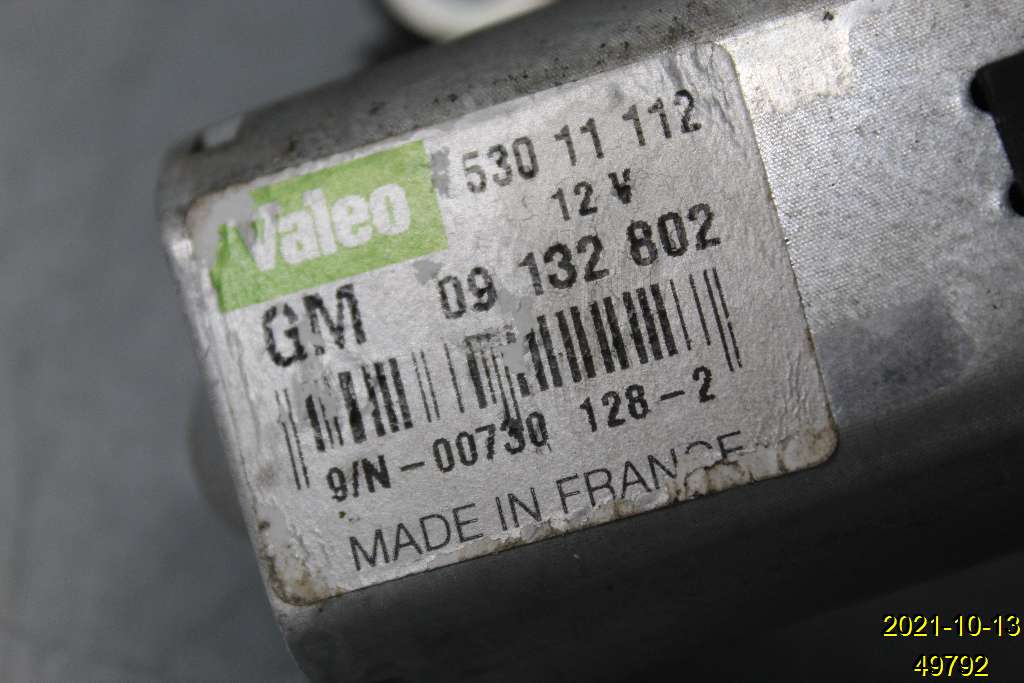 Valeo 530 11 112
12 V
GM 09 132 802
9/N-00730 128-2
MADE IN FRANCE
2021-10-13
49792